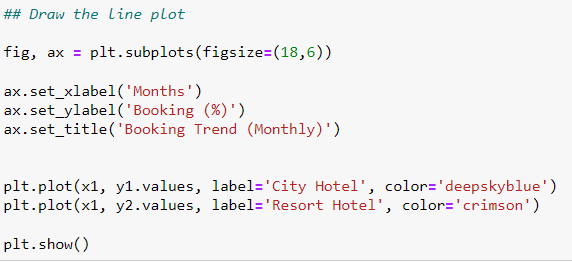 ## Draw the line plot
fig, ax = plt.subplots(figsize=(18,6))
ax.set_xlabel('Months')
ax.set_ylabel('Booking (%)')
ax.set_title('Booking Trend (Monthly)')
plt.plot(x1, y1.values, label='City Hotel', color='deepskyblue')
plt.plot(x1, y2.values, label='Resort Hotel', color='crimson')
plt.show()